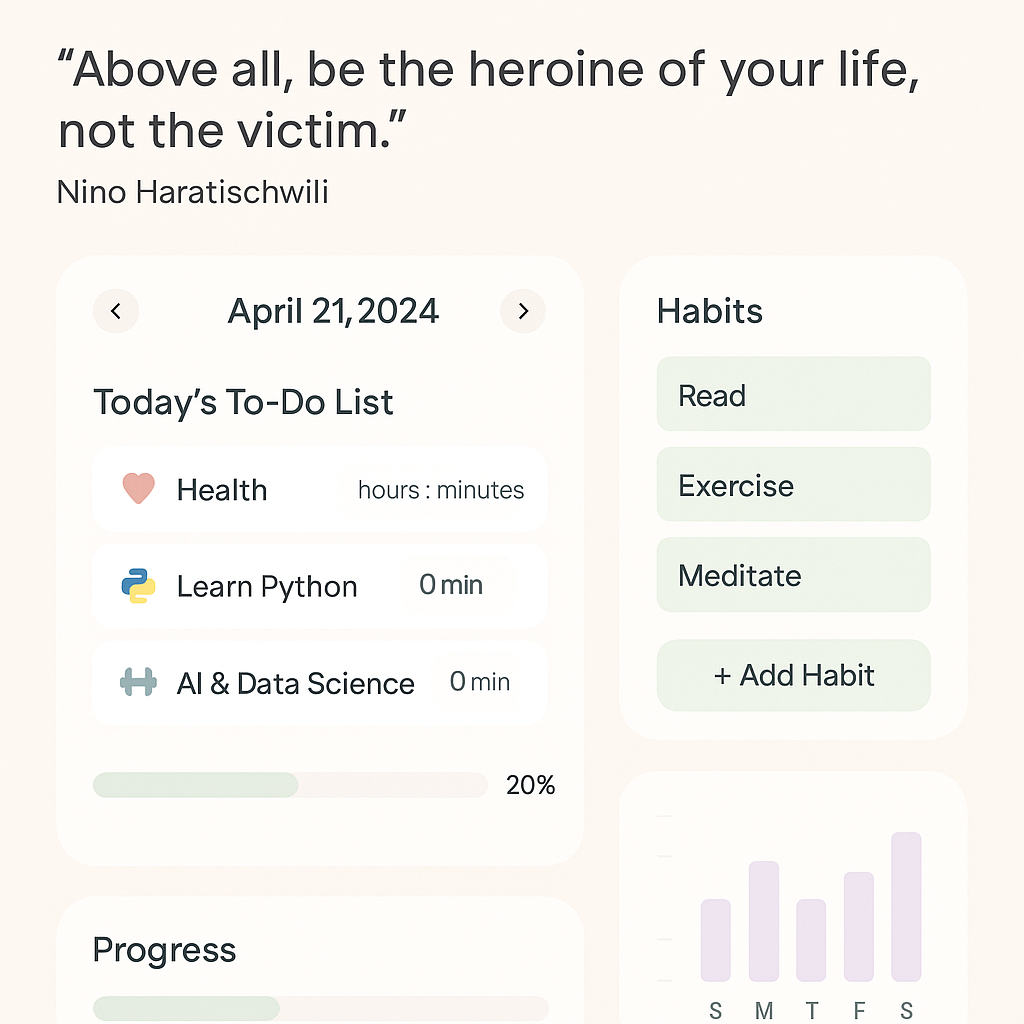 “Above all, be the heroine of your life,
not the victim.”
Nino Haratischwili
April 21, 2024
Today’s To-Do List
Health hours : minutes
Learn Python 0 min
AI & Data Science 0 min
20%
Progress
Habits
Read
Exercise
Meditate
+ Add Habit
S M T F S